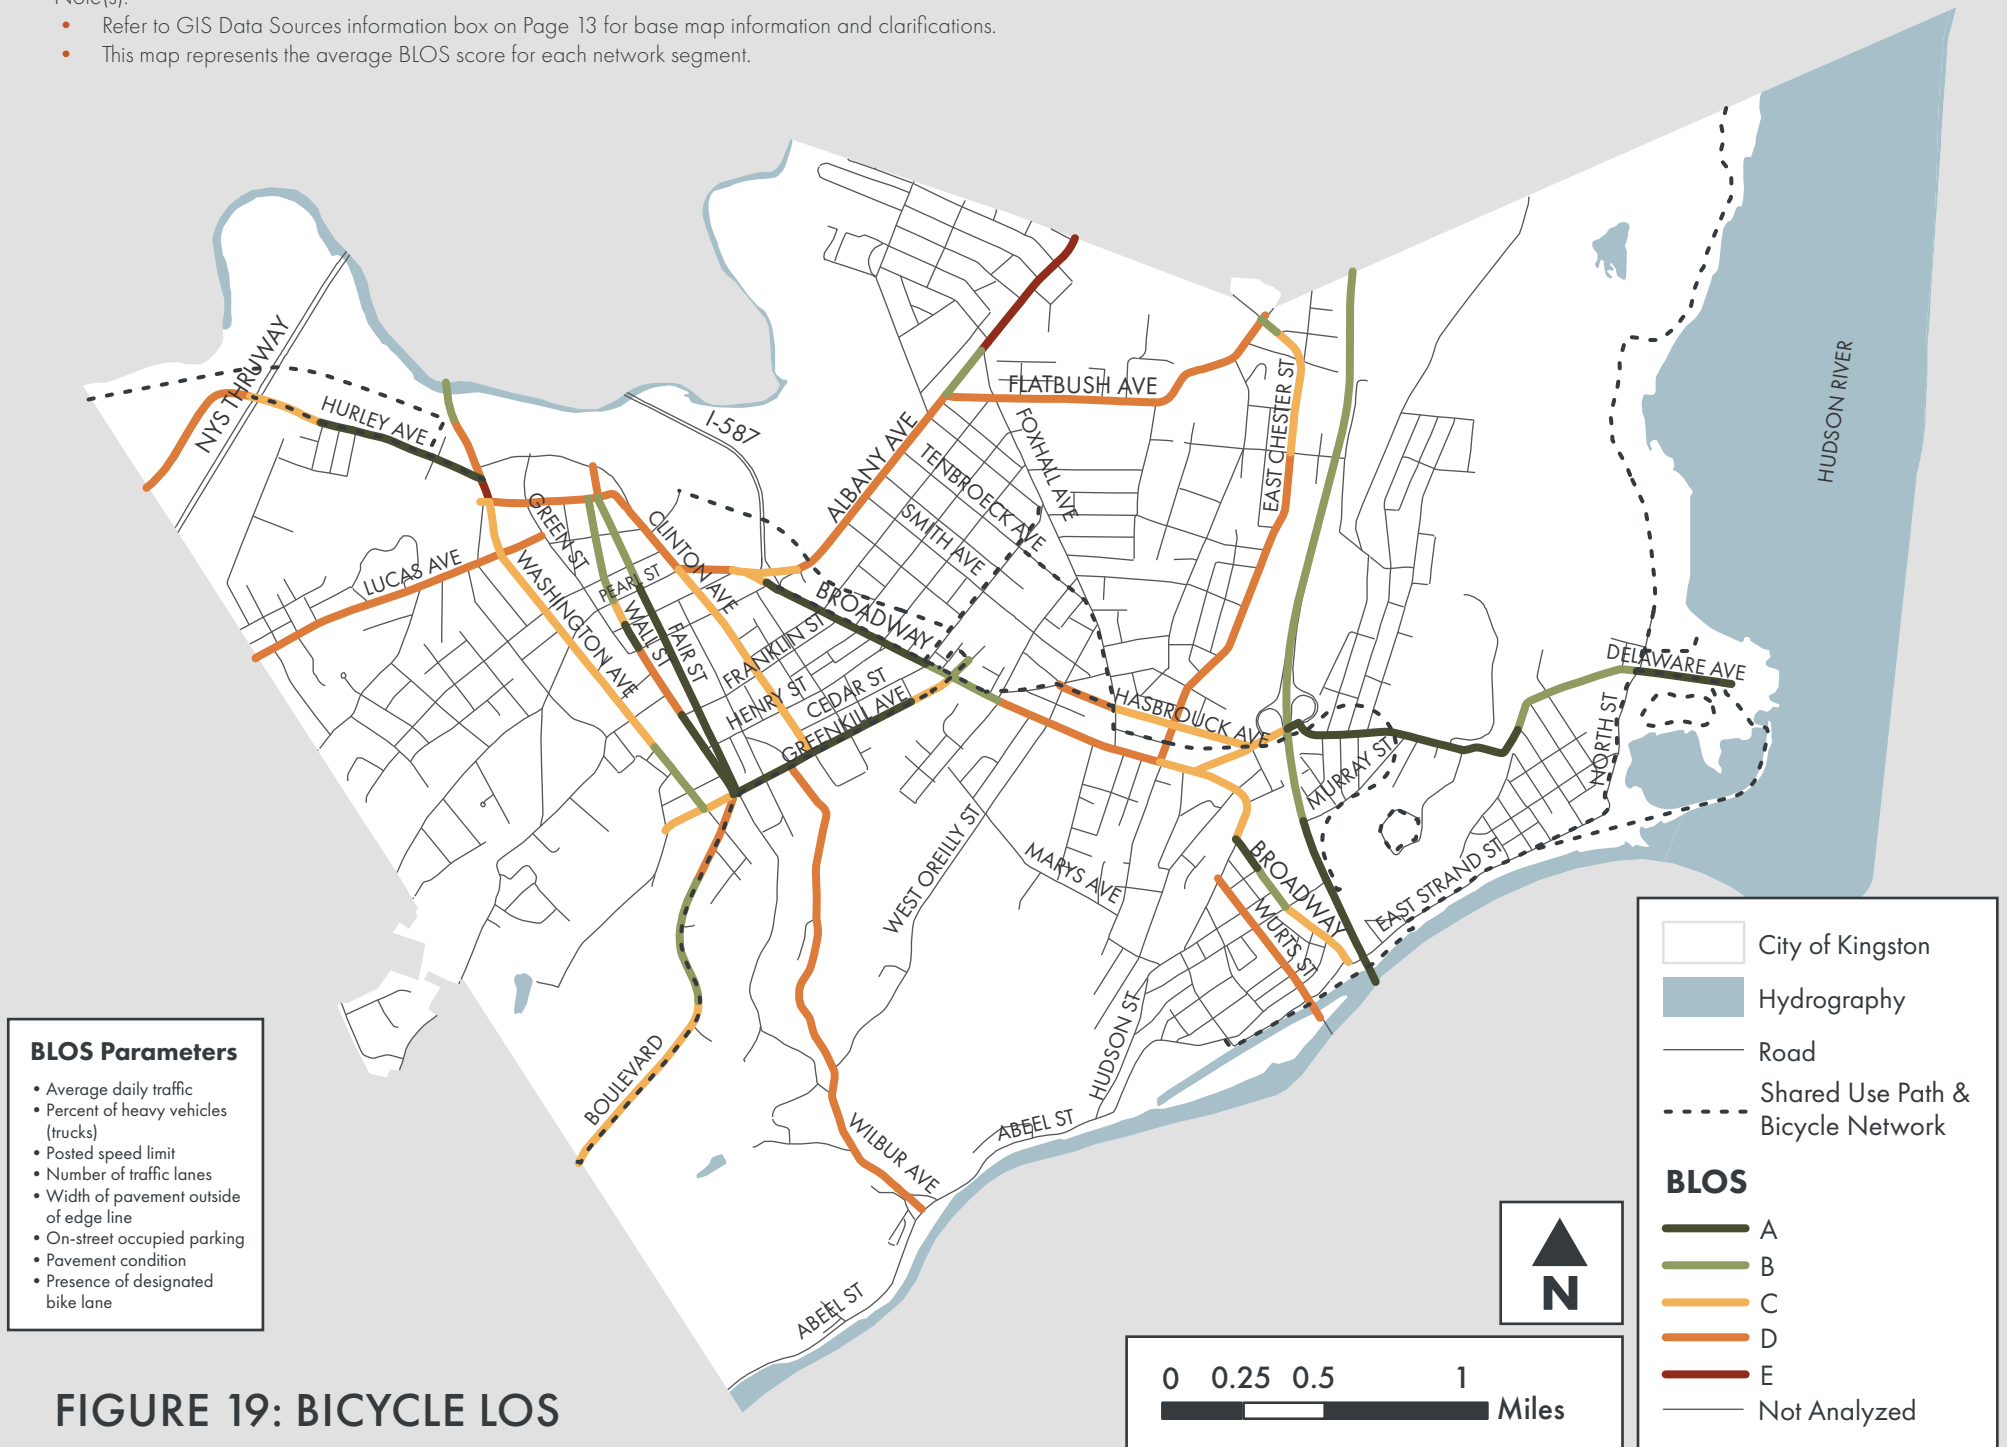 Note(s):
• Refer to GIS Data Sources information box on Page 13 for base map information and clarifications.
• This map represents the average BLOS score for each network segment.
NYS THRUWAY
HURLEY AVE
I-587
LUCAS AVE
GREEN ST
WASHINGTON AVE
PEARL ST
WALL ST
FAIR ST
CLINTON AVE
FRANKLIN ST
HENRY ST
CEDAR ST
GREENKILL AVE
BROADWAY
ALBANY AVE
FLATBUSH AVE
FOXHALL AVE
TENBROECK AVE
SMITH AVE
EAST CHESTER ST
HASBROUCK AVE
MURRAY ST
DELAWARE AVE
NORTH ST
HUDSON RIVER
EAST STRAND ST
BROADWAY
WURTS ST
MARYS AVE
WEST OREILLY ST
HUDSON ST
ABEEL ST
WILBUR AVE
BOULEVARD
ABEEL ST
BLOS Parameters
• Average daily traffic
• Percent of heavy vehicles
(trucks)
• Posted speed limit
• Number of traffic lanes
• Width of pavement outside
of edge line
• On-street occupied parking
• Pavement condition
• Presence of designated
bike lane
City of Kingston
Hydrography
Road
Shared Use Path &
Bicycle Network
BLOS
A
B
C
D
E
Not Analyzed
N
0 0.25 0.5 1
Miles
FIGURE 19: BICYCLE LOS